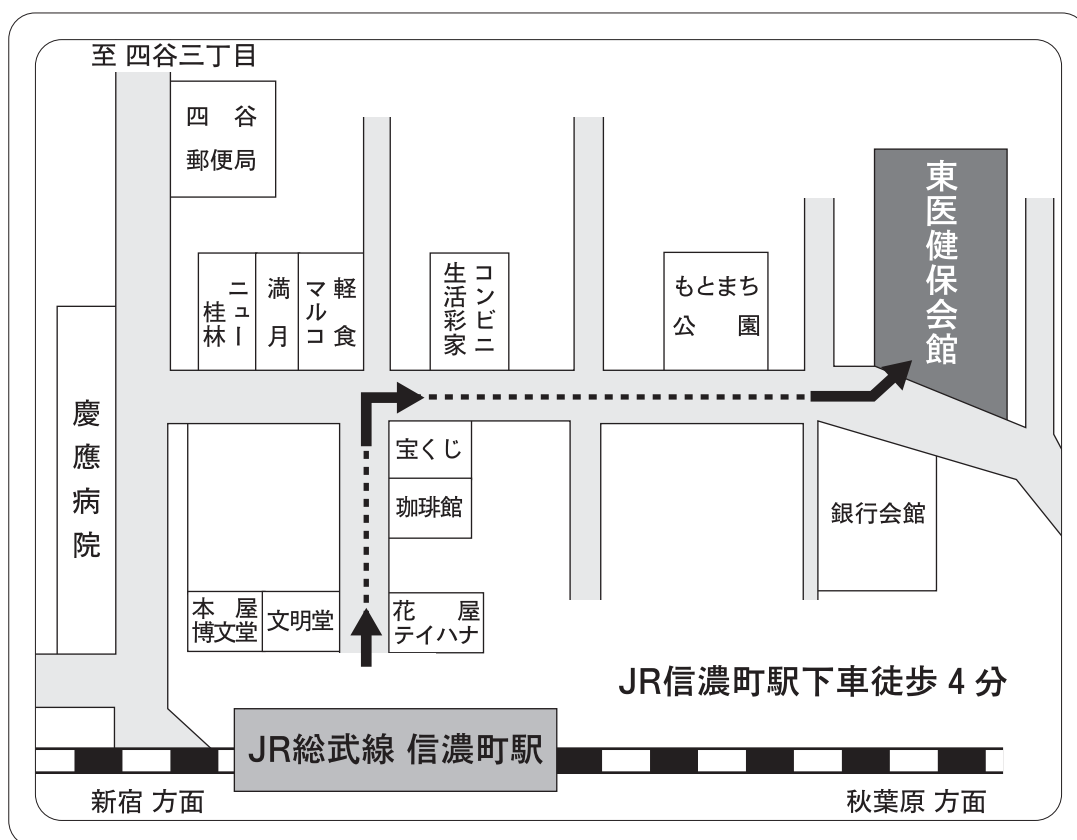 至 四谷三丁目
四 谷
郵便局
ニュー
桂林
満月
軽食
マルコ
コンビニ
生活彩家
もとまち
公 園
東医健保会館
慶應病院
宝くじ
珈琲館
銀行会館
本 屋
博文堂
文明堂
花 屋
テイハナ
JR信濃町駅下車徒歩 4 分
JR総武線 信濃町駅
新宿 方面
秋葉原 方面